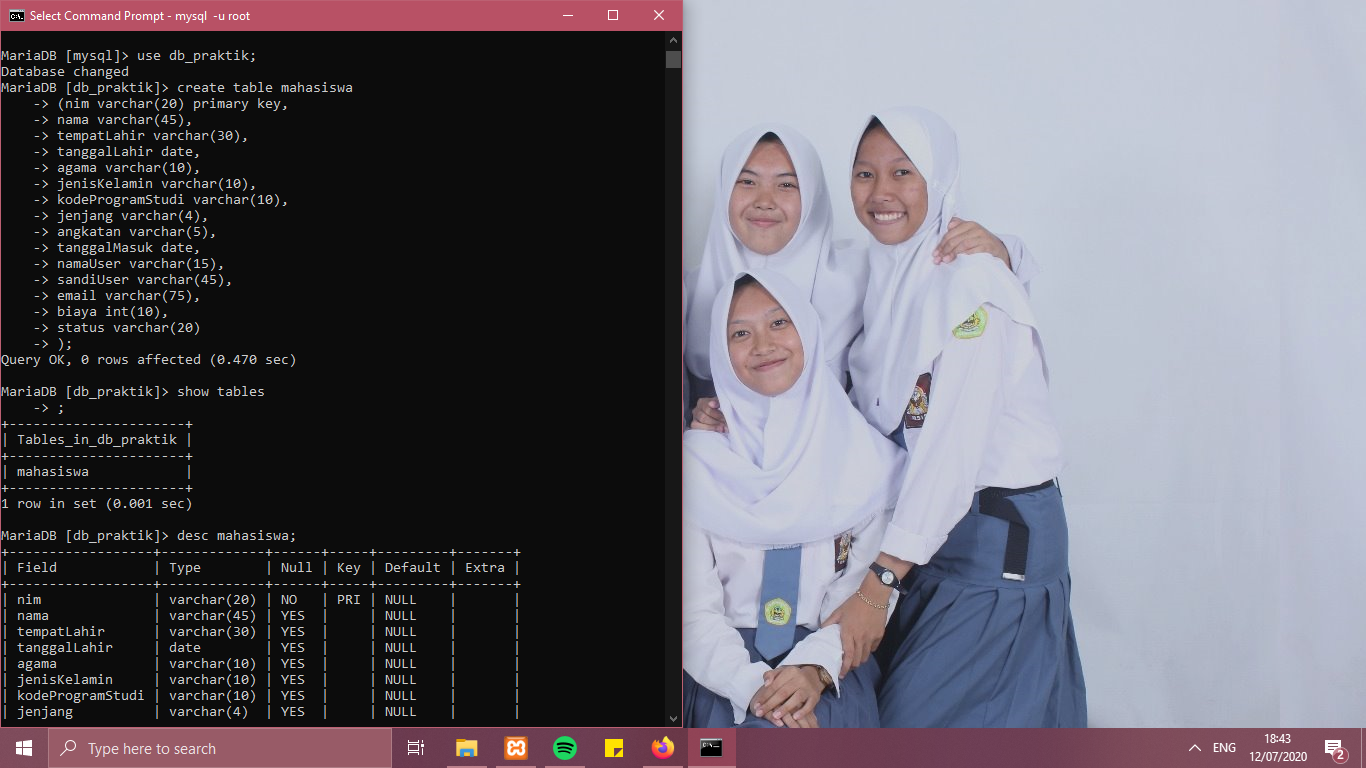 Select Command Prompt - mysql -u root
MariaDB [mysql]> use db_praktik;
Database changed
MariaDB [db_praktik]> create table mahasiswa
-> (nim varchar(20) primary key,
-> nama varchar(45),
-> tempatLahir varchar(30),
-> tanggalLahir date,
-> agama varchar(10),
-> jenisKelamin varchar(10),
-> kodeProgramStudi varchar(10),
-> jenjang varchar(4),
-> angkatan varchar(5),
-> tanggalMasuk date,
-> namaUser varchar(15),
-> sandiUser varchar(45),
-> email varchar(75),
-> biaya int(10),
-> status varchar(20)
-> );
Query OK, 0 rows affected (0.470 sec)
MariaDB [db_praktik]> show tables
-> ;
+----------------------+
| Tables_in_db_praktik |
+----------------------+
| mahasiswa            |
+----------------------+
1 row in set (0.001 sec)
MariaDB [db_praktik]> desc mahasiswa;
+------------------+-------------+------+-----+---------+-------+
| Field            | Type        | Null | Key | Default | Extra |
+------------------+-------------+------+-----+---------+-------+
| nim              | varchar(20) | NO   | PRI | NULL    |       |
| nama             | varchar(45) | YES  |     | NULL    |       |
| tempatLahir      | varchar(30) | YES  |     | NULL    |       |
| tanggalLahir     | date        | YES  |     | NULL    |       |
| agama            | varchar(10) | YES  |     | NULL    |       |
| jenisKelamin     | varchar(10) | YES  |     | NULL    |       |
| kodeProgramStudi | varchar(10) | YES  |     | NULL    |       |
| jenjang          | varchar(4)  | YES  |     | NULL    |       |
Type here to search
ENG
18:43
12/07/2020
2